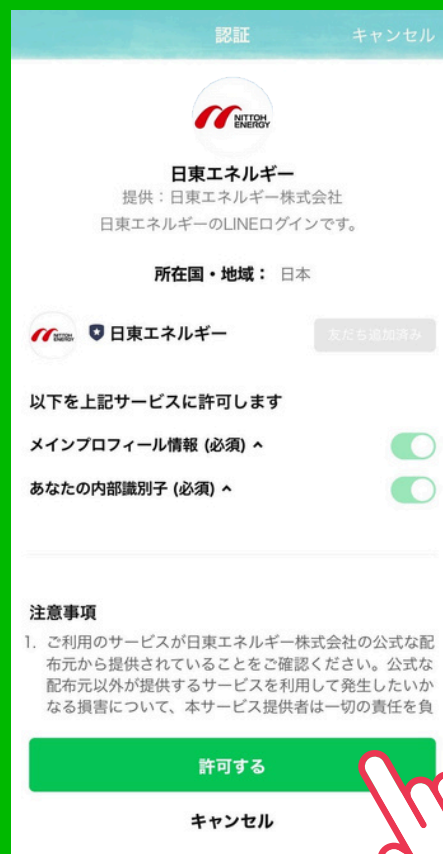 認証
キャンセル
NITTOH
ENERGY
日東エネルギー
提供：日東エネルギー株式会社
日東エネルギーのLINEログインです。
所在国・地域： 日本
NITTOH
ENERGY
日東エネルギー
友だち追加済み
以下を上記サービスに許可します
メインプロフィール情報 (必須) ^
あなたの内部識別子 (必須) ^
注意事項
1. ご利用のサービスが日東エネルギー株式会社の公式な配
布元から提供されていることをご確認ください。公式な
配布元以外が提供するサービスを利用して発生したいか
なる損害について、本サービス提供者は一切の責任を負
許可する
キャンセル